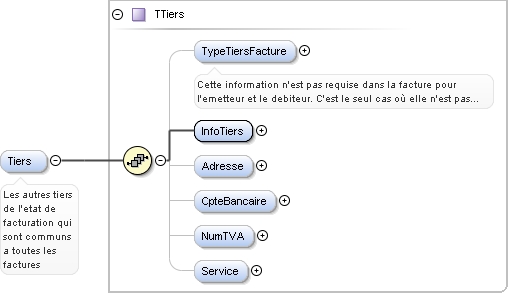 TTiers
TypeTiersFacture
Cette information n'est pas requise dans la facture pour
l'emetteur et le debiteur. C'est le seul cas où elle n'est pas...
InfoTiers
Tiers
Adresse
Les autres tiers
de l'etat de
facturation qui
sont communs
a toutes les
factures
CpteBancaire
NumTVA
Service